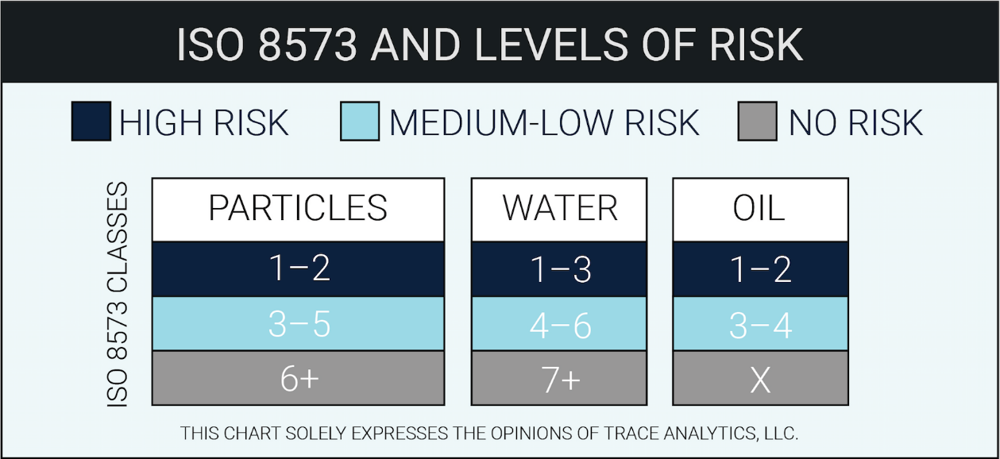 ISO 8573 AND LEVELS OF RISK
HIGH RISK MEDIUM-LOW RISK NO RISK
ISO 8573 CLASSES
PARTICLES WATER OIL
1–2 1–3 1–2
3–5 4–6 3–4
6+ 7+ X
THIS CHART SOLELY EXPRESSES THE OPINIONS OF TRACE ANALYTICS, LLC.